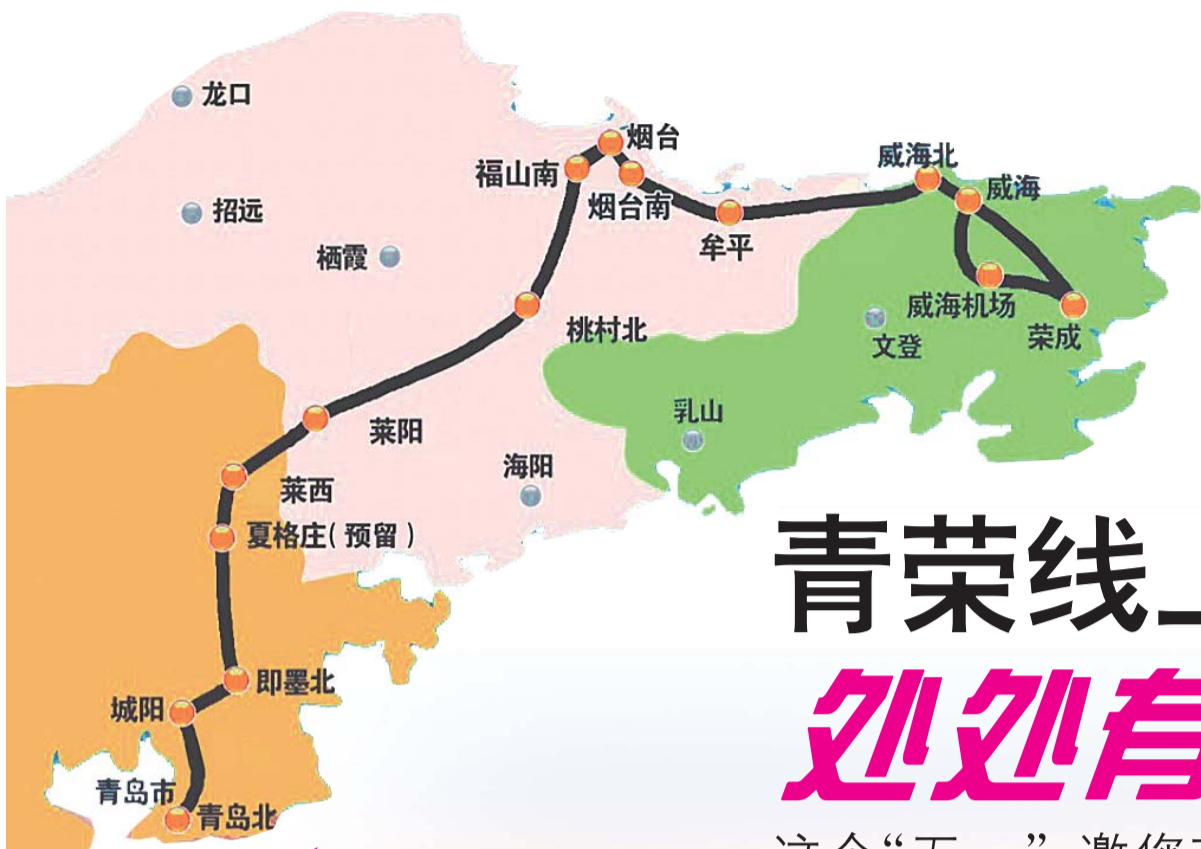 龙口
烟台
威海北
福山南
威海
烟台南
招远
牟平
栖霞
威海机场
桃村北
荣成
文登
乳山
莱阳
海阳
莱西
夏格庄(预留)
青荣线
即墨北
处处有
城阳
青岛市
青岛北